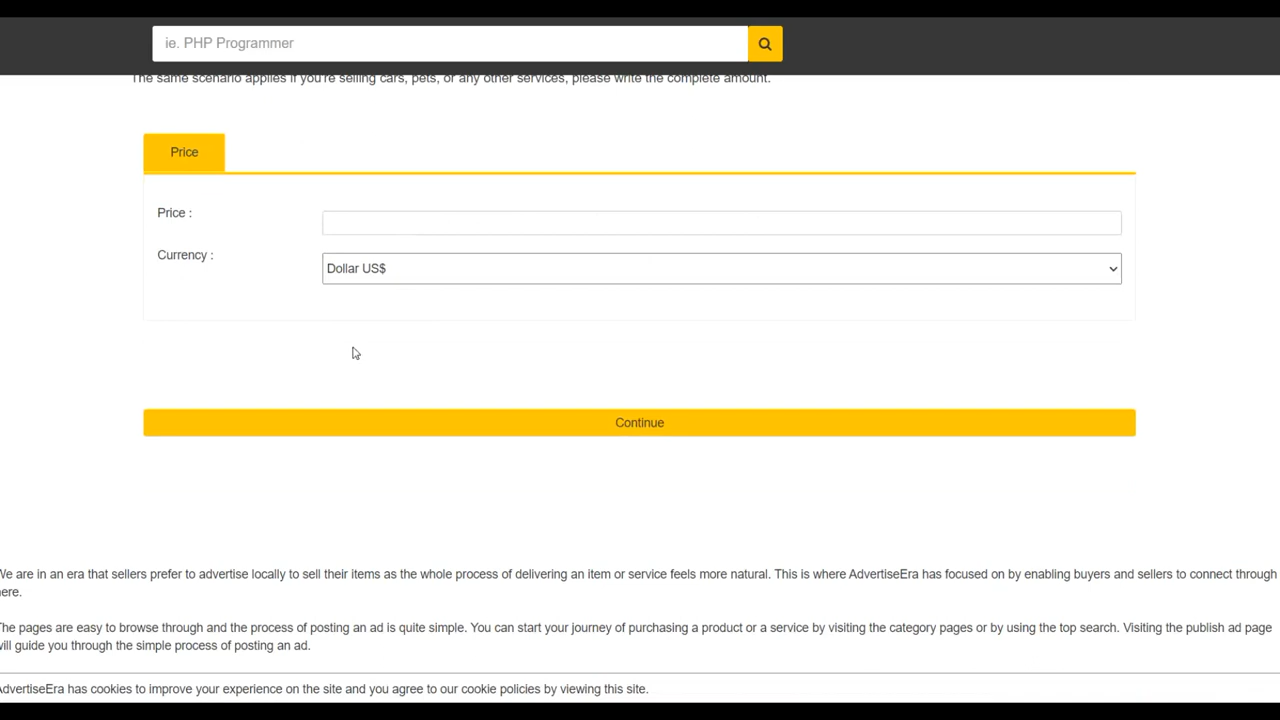 ie. PHP Programmer
The same scenario applies if you're selling cars, pets, or any other services, please write the complete amount.
Price
Price :
Currency :
Dollar US$
Continue
We are in an era that sellers prefer to advertise locally to sell their items as the whole process of delivering an item or service feels more natural. This is where AdvertiseEra has focused on by enabling buyers and sellers to connect through
here.
The pages are easy to browse through and the process of posting an ad is quite simple. You can start your journey of purchasing a product or a service by visiting the category pages or by using the top search. Visiting the publish ad page
will guide you through the simple process of posting an ad.
AdvertiseEra has cookies to improve your experience on the site and you agree to our cookie policies by viewing this site.